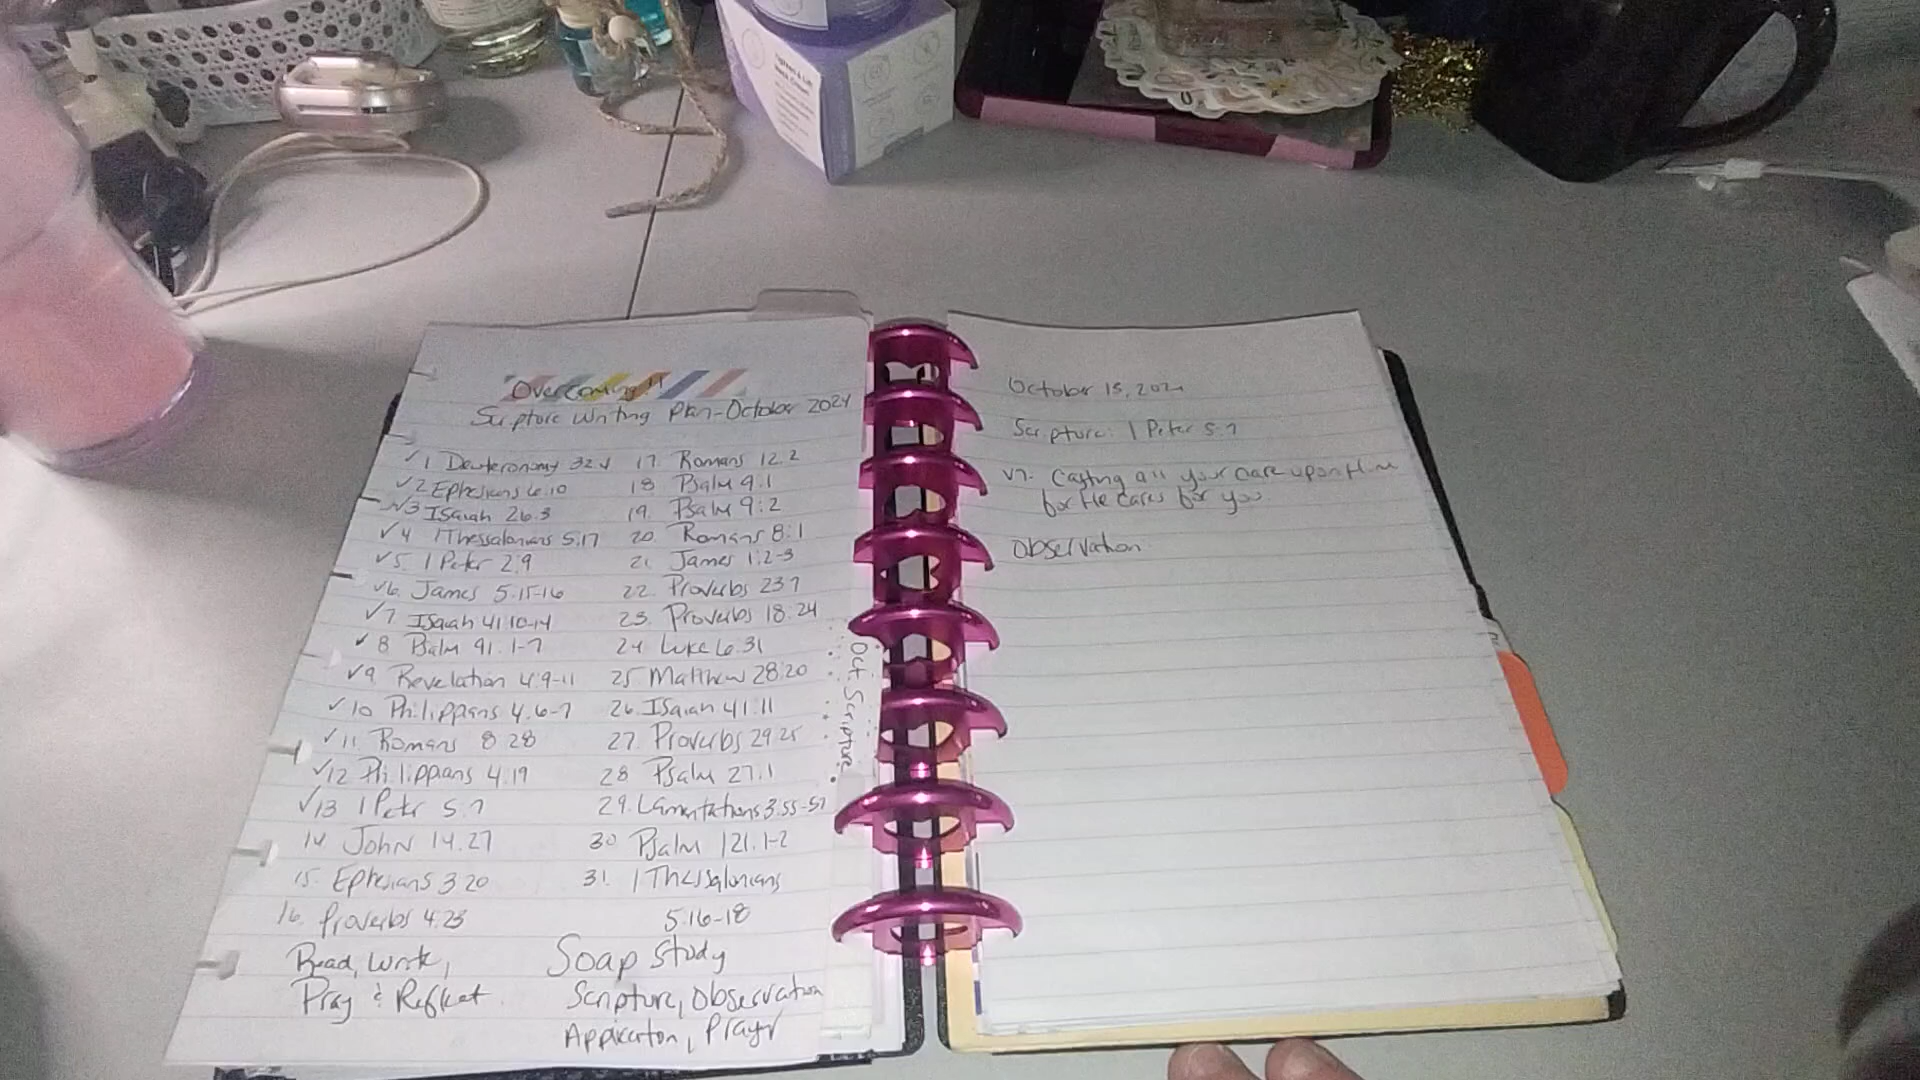 Overcoming!!
Scripture Writing Plan-October 2024
✓ 1 Deuteronomy 32.4
✓ 2 Ephesians 6.10
✓ 3 Isaiah 26.3
✓ 4 1 Thessalonians 5.17
✓ 5. 1 Peter 2.9
✓ 6. James 5.15-16
✓ 7 Isaiah 41 10-14
✓ 8 Psalm 91.1-7
✓ 9 Revelation 4.9-11
✓ 10 Philippians 4.6-7
✓ 11. Romans 8 28
✓ 12 Philippians 4.19
✓ 13 1 Peter 5.7
14 John 14.27
15. Ephesians 3 20
16. Proverbs 4.23
17. Romans 12.2
18 Psalm 9.1
19. Psalm 9:2
20. Romans 8:1
21. James 1:2-3
22. Proverbs 23 7
23. Proverbs 18.24
24 Luke 6.31
25 Matthew 28.20
26. Isaiah 41.11
27. Proverbs 29.25
28 Psalm 27.1
29. Lamentations 3.55-57
30 Psalm 121.1-2
31. 1 Thessalonians
5.16-18
Read, Write,
Pray & Reflect
Soap Study
Scripture, Observation
Application, Prayer
Oct Scripture
October 15, 2024
Scripture: 1 Peter 5.7
V7. Casting all your care upon Him
for He cares for you
Observation